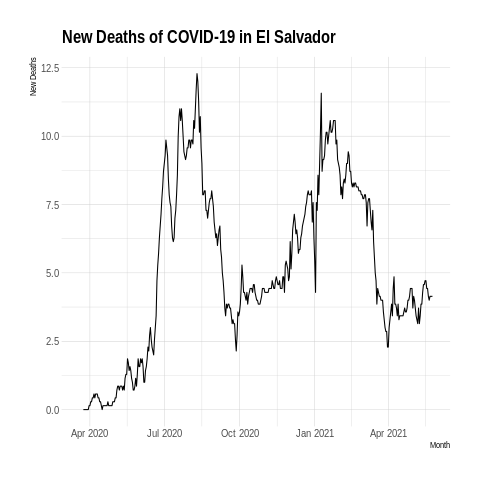 New Deaths of COVID-19 in El Salvador
New Deaths
12.5
10.0
7.5
5.0
2.5
0.0
Apr 2020 Jul 2020 Oct 2020 Jan 2021 Apr 2021
Month